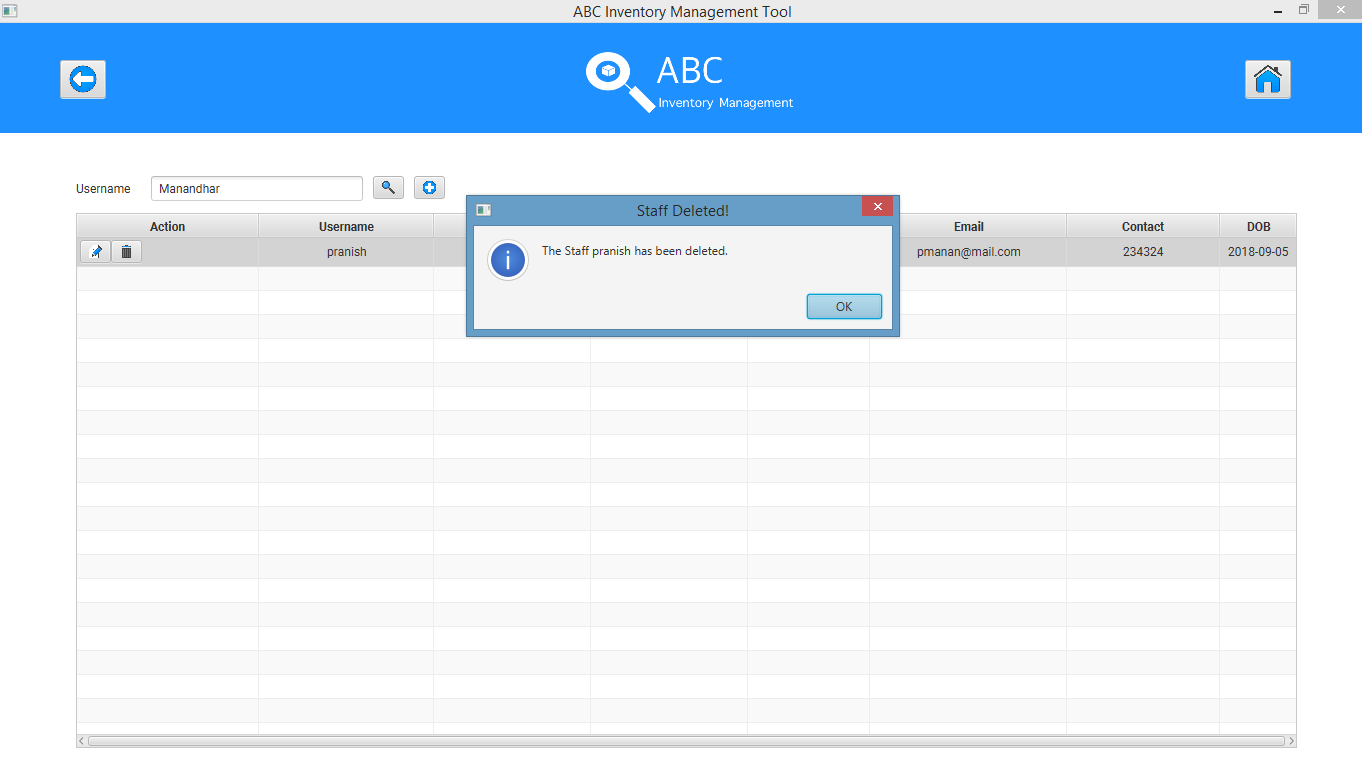 ABC Inventory Management Tool
ABC
Inventory Management
Username Manandhar
Staff Deleted!
Action Username Email Contact DOB
The Staff pranish has been deleted.
pranish pmanan@mail.com 234324 2018-09-05
OK